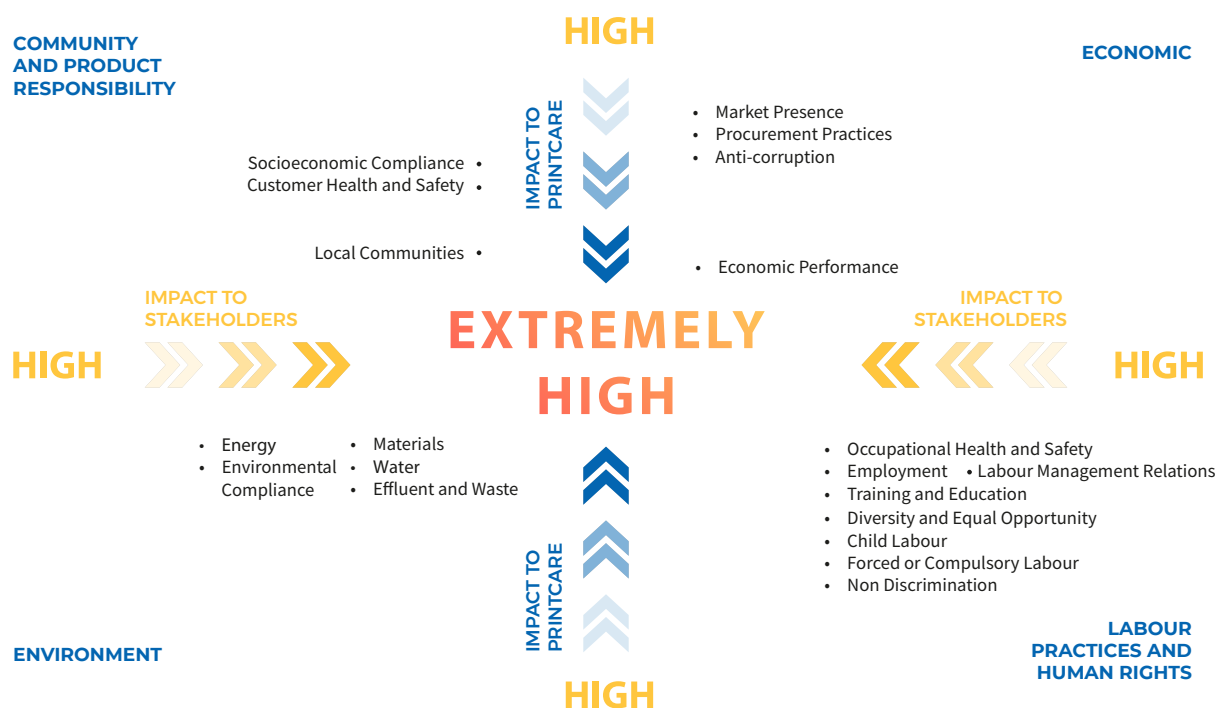 COMMUNITY
AND PRODUCT
RESPONSIBILITY
HIGH
ECONOMIC
IMPACT TO
PRINTCARE
• Market Presence
• Procurement Practices
• Anti-corruption
Socioeconomic Compliance •
Customer Health and Safety •
Local Communities •
• Economic Performance
IMPACT TO
STAKEHOLDERS
HIGH
EXTREMELY
HIGH
IMPACT TO
STAKEHOLDERS
HIGH
• Energy
• Environmental
Compliance
• Materials
• Water
• Effluent and Waste
• Occupational Health and Safety
• Employment • Labour Management Relations
• Training and Education
• Diversity and Equal Opportunity
• Child Labour
• Forced or Compulsory Labour
• Non Discrimination
IMPACT TO
PRINTCARE
ENVIRONMENT
HIGH
LABOUR
PRACTICES AND
HUMAN RIGHTS